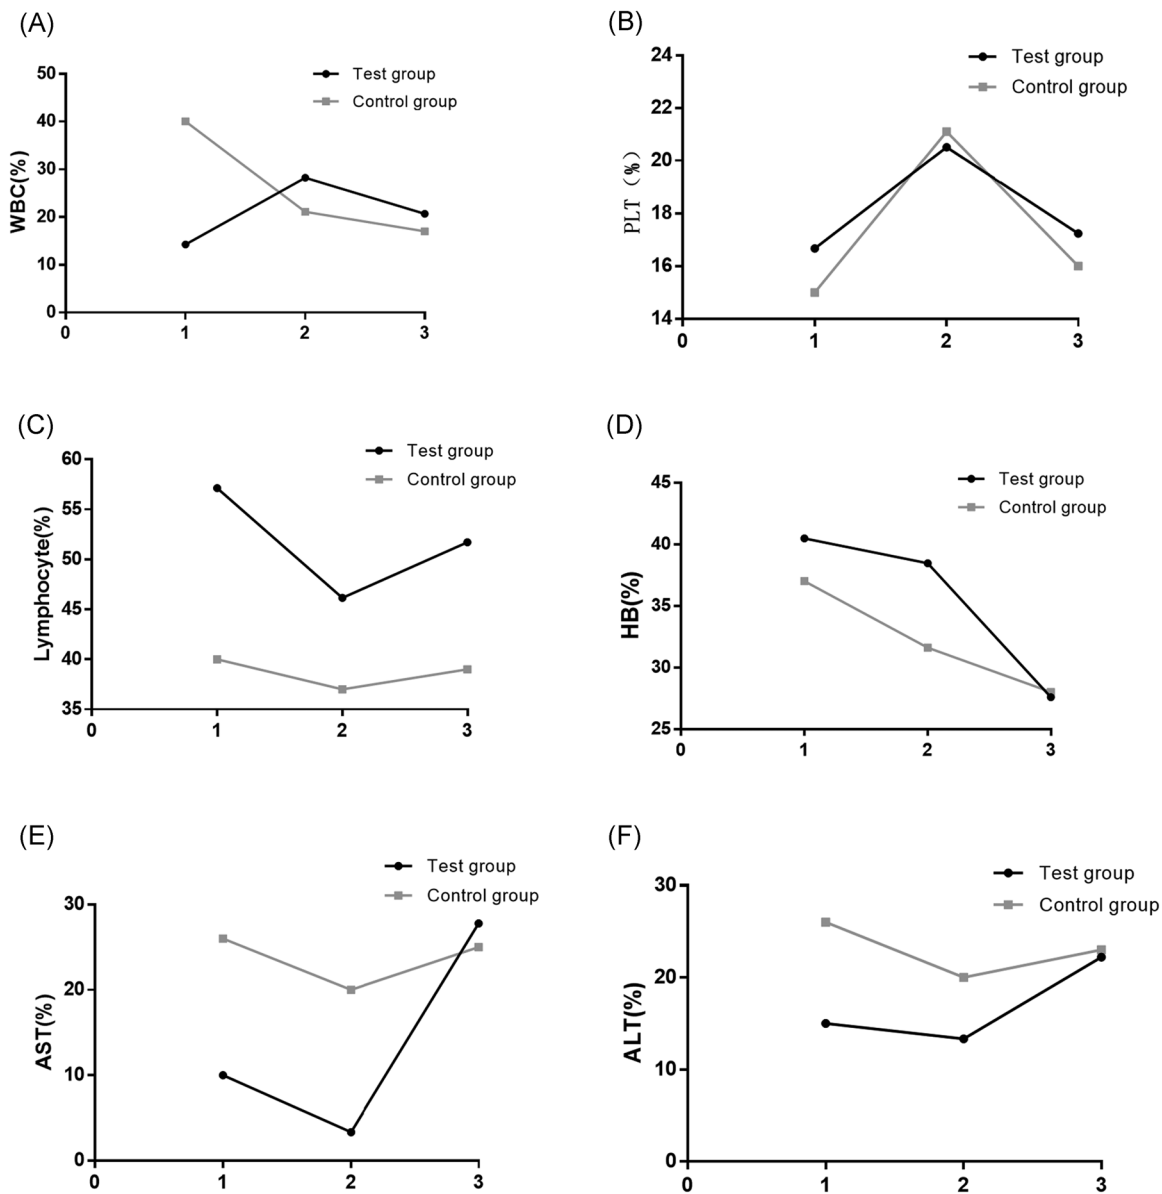 (A)
WBC(%)
50
40
30
20
10
0
0 1 2 3
Test group
Control group
(B)
PLT（%）
24
22
20
18
16
14
0 1 2 3
Test group
Control group
(C)
Lymphocyte(%)
60
55
50
45
40
35
0 1 2 3
Test group
Control group
(D)
HB(%)
45
40
35
30
25
0 1 2 3
Test group
Control group
(E)
AST(%)
30
20
10
0
0 1 2 3
Test group
Control group
(F)
ALT(%)
30
20
10
0
0 1 2 3
Test group
Control group